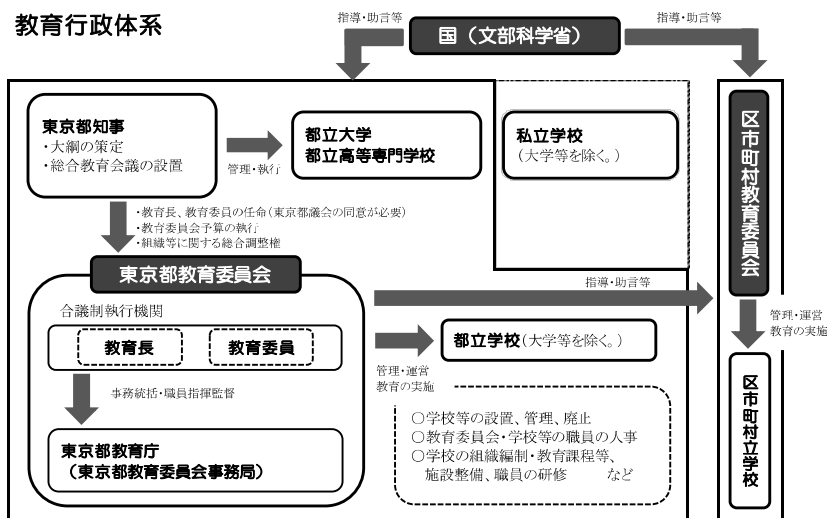 教育行政体系
指導・助言等
国(文部科学省)
指導・助言等
東京都知事
・大綱の策定
・総合教育会議の設置
管理・執行
都立大学
都立高等専門学校
私立学校
(大学等を除く。)
区市町村教育委員会
・教育長、教育委員の任命(東京都議会の同意が必要)
・教育委員会予算の執行
・組織等に関する総合調整権
東京都教育委員会
指導・助言等
合議制執行機関
教育長
教育委員
管理・運営
教育の実施
都立学校(大学等を除く。)
管理・運営
教育の実施
事務統括・職員指揮監督
東京都教育庁
(東京都教育委員会事務局)
○学校等の設置、管理、廃止
○教育委員会・学校等の職員の人事
○学校の組織編制・教育課程等、
施設整備、職員の研修 など
区市町村立学校